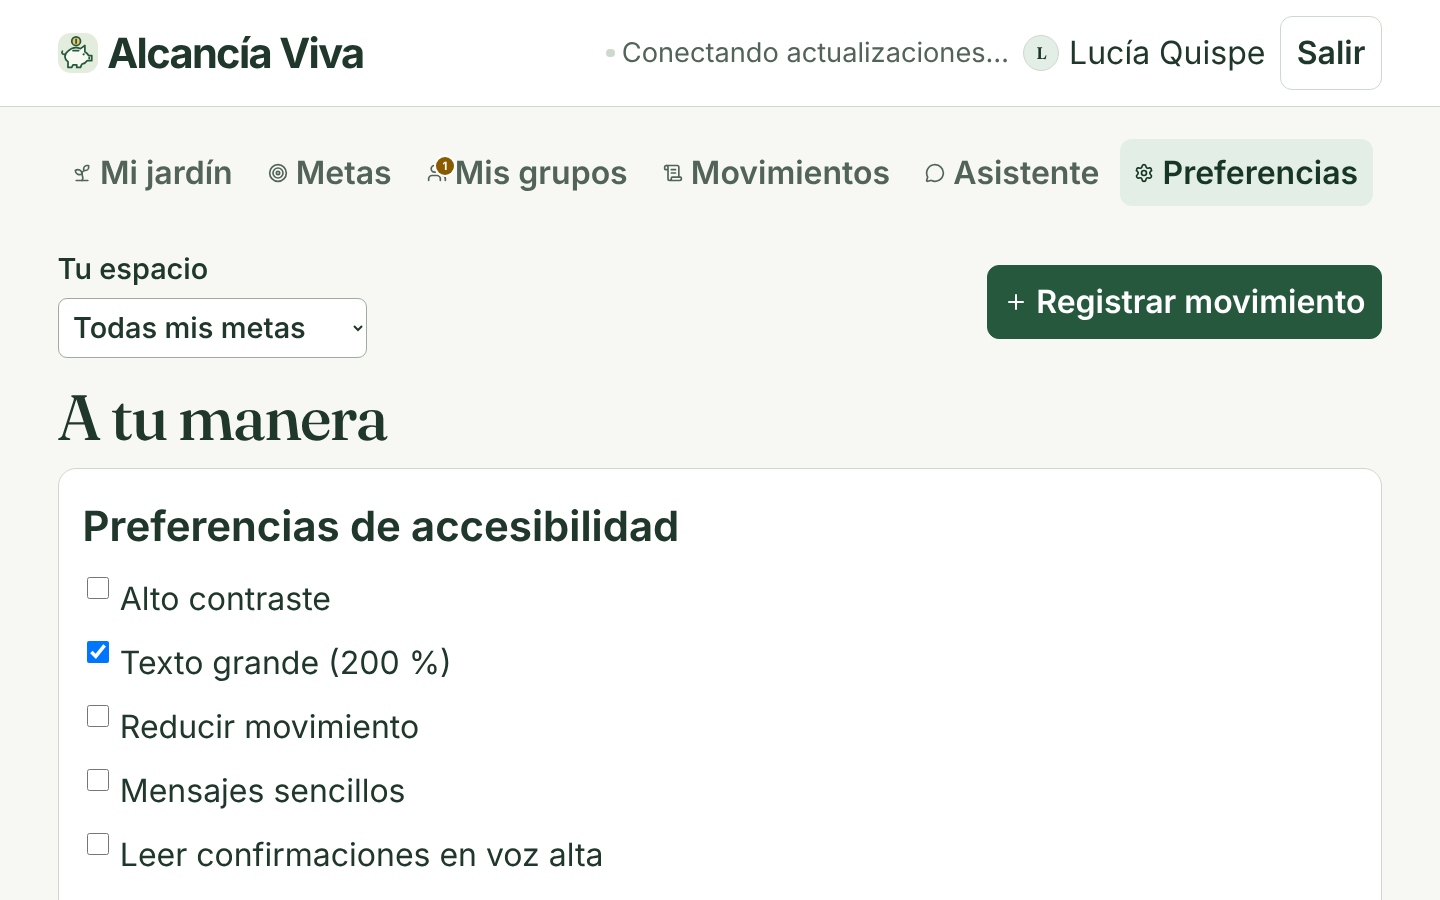 Alcancía Viva
Conectando actualizaciones...
L
Lucía Quispe
Salir
Mi jardín
Metas
1
Mis grupos
Movimientos
Asistente
Preferencias
Tu espacio
Todas mis metas
+ Registrar movimiento
A tu manera
Preferencias de accesibilidad
Alto contraste
Texto grande (200 %)
Reducir movimiento
Mensajes sencillos
Leer confirmaciones en voz alta